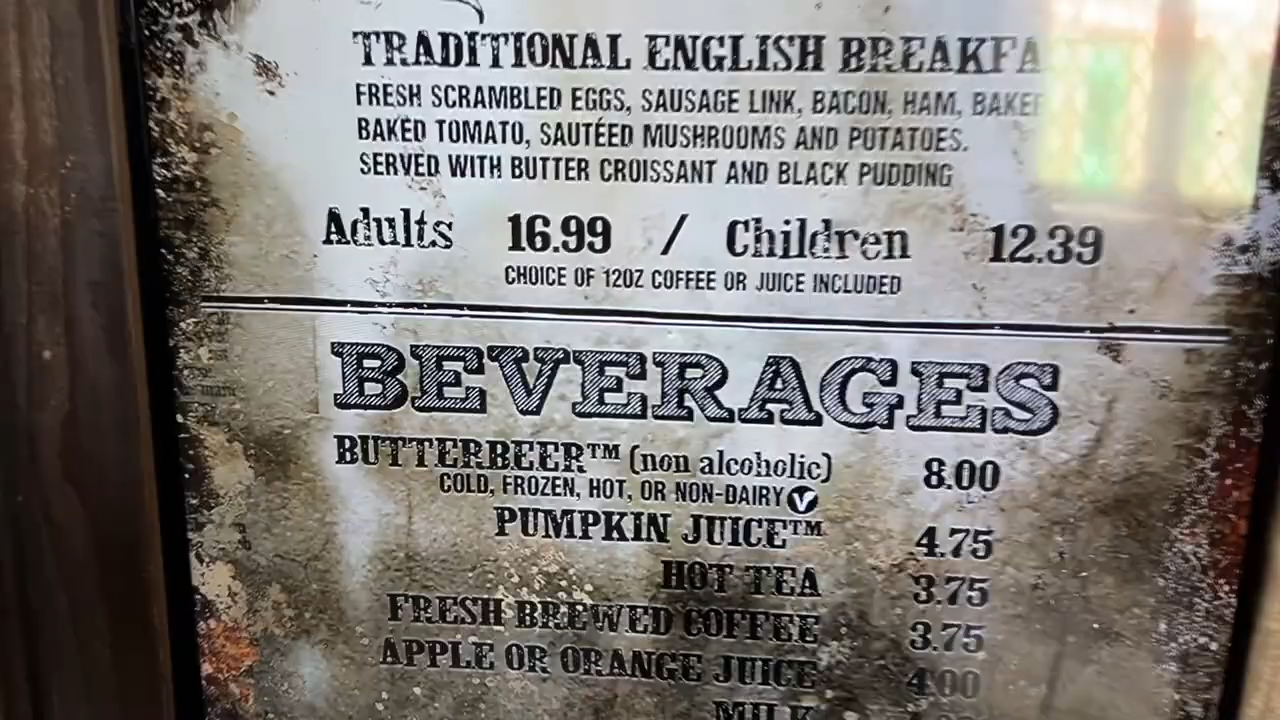 TRADITIONAL ENGLISH BREAKFA
FRESH SCRAMBLED EGGS, SAUSAGE LINK, BACON, HAM, BAKE
BAKED TOMATO, SAUTÉED MUSHROOMS AND POTATOES.
SERVED WITH BUTTER CROISSANT AND BLACK PUDDING
Adults 16.99 / Children 12.39
CHOICE OF 12OZ COFFEE OR JUICE INCLUDED
BEVERAGES
BUTTERBEER™ (non alcoholic) 8.00
COLD, FROZEN, HOT, OR NON-DAIRY V
PUMPKIN JUICE™ 4.75
HOT TEA 3.75
FRESH BREWED COFFEE 3.75
APPLE OR ORANGE JUICE 4.00
MILK